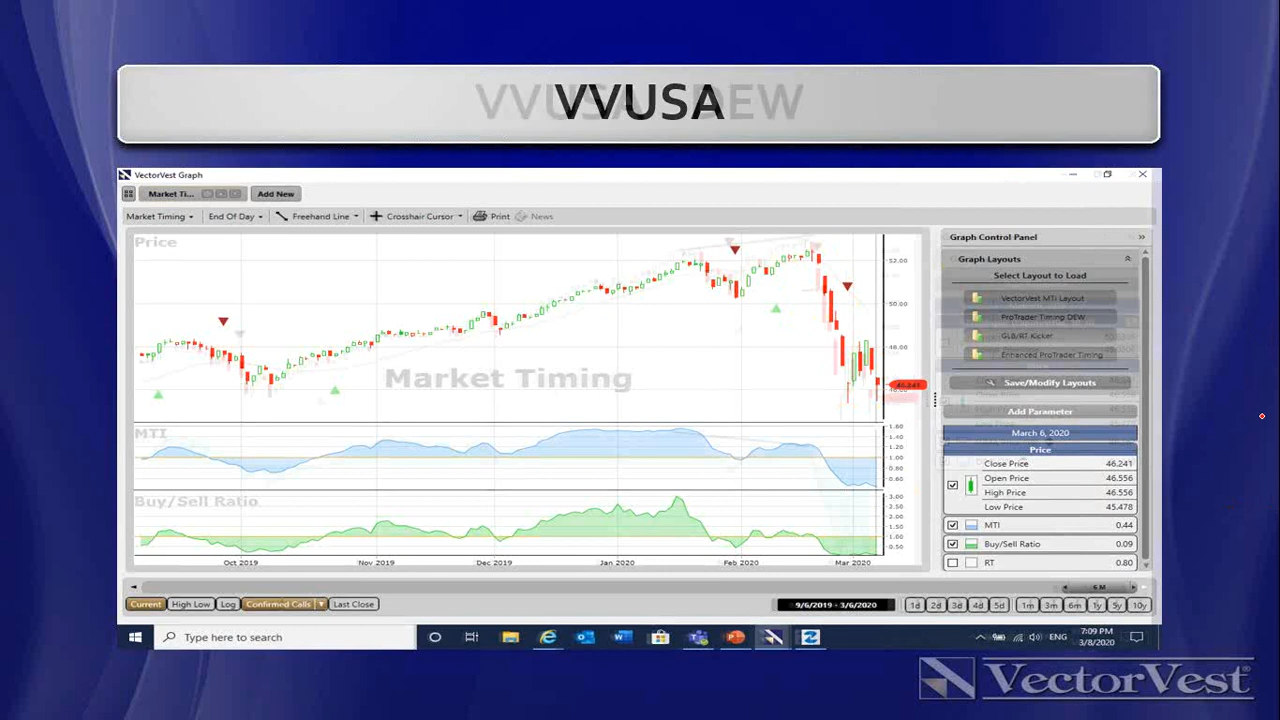 VVUSA DEW
VVUSA
VectorVest Graph
Market Ti...
Add New
Market Timing
End Of Day
Freehand Line
Crosshair Cursor
Print
News
Price
Market Timing
52.00
50.00
48.00
46.241
46.00
MTI
1.60
1.40
1.20
1.00
0.80
0.60
Buy/Sell Ratio
3.00
2.50
2.00
1.50
1.00
0.50
Oct 2019
Nov 2019
Dec 2019
Jan 2020
Feb 2020
Mar 2020
Graph Control Panel
Graph Layouts
Select Layout to Load
VectorVest MTI Layout
ProTrader Timing DEW
GLB/RT Kicker
Enhanced ProTrader Timing
Save/Modify Layouts
Add Parameter
March 6, 2020
Price
Close Price 46.241
Open Price 46.556
High Price 46.556
Low Price 45.478
MTI 0.44
Buy/Sell Ratio 0.09
RT 0.80
6 M
Current
High Low
Log
Confirmed Calls
Last Close
9/6/2019 - 3/6/2020
1d 2d 3d 4d 5d 1m 3m 6m 1y 5y 10y
Type here to search
ENG
7:09 PM
3/8/2020
VectorVest